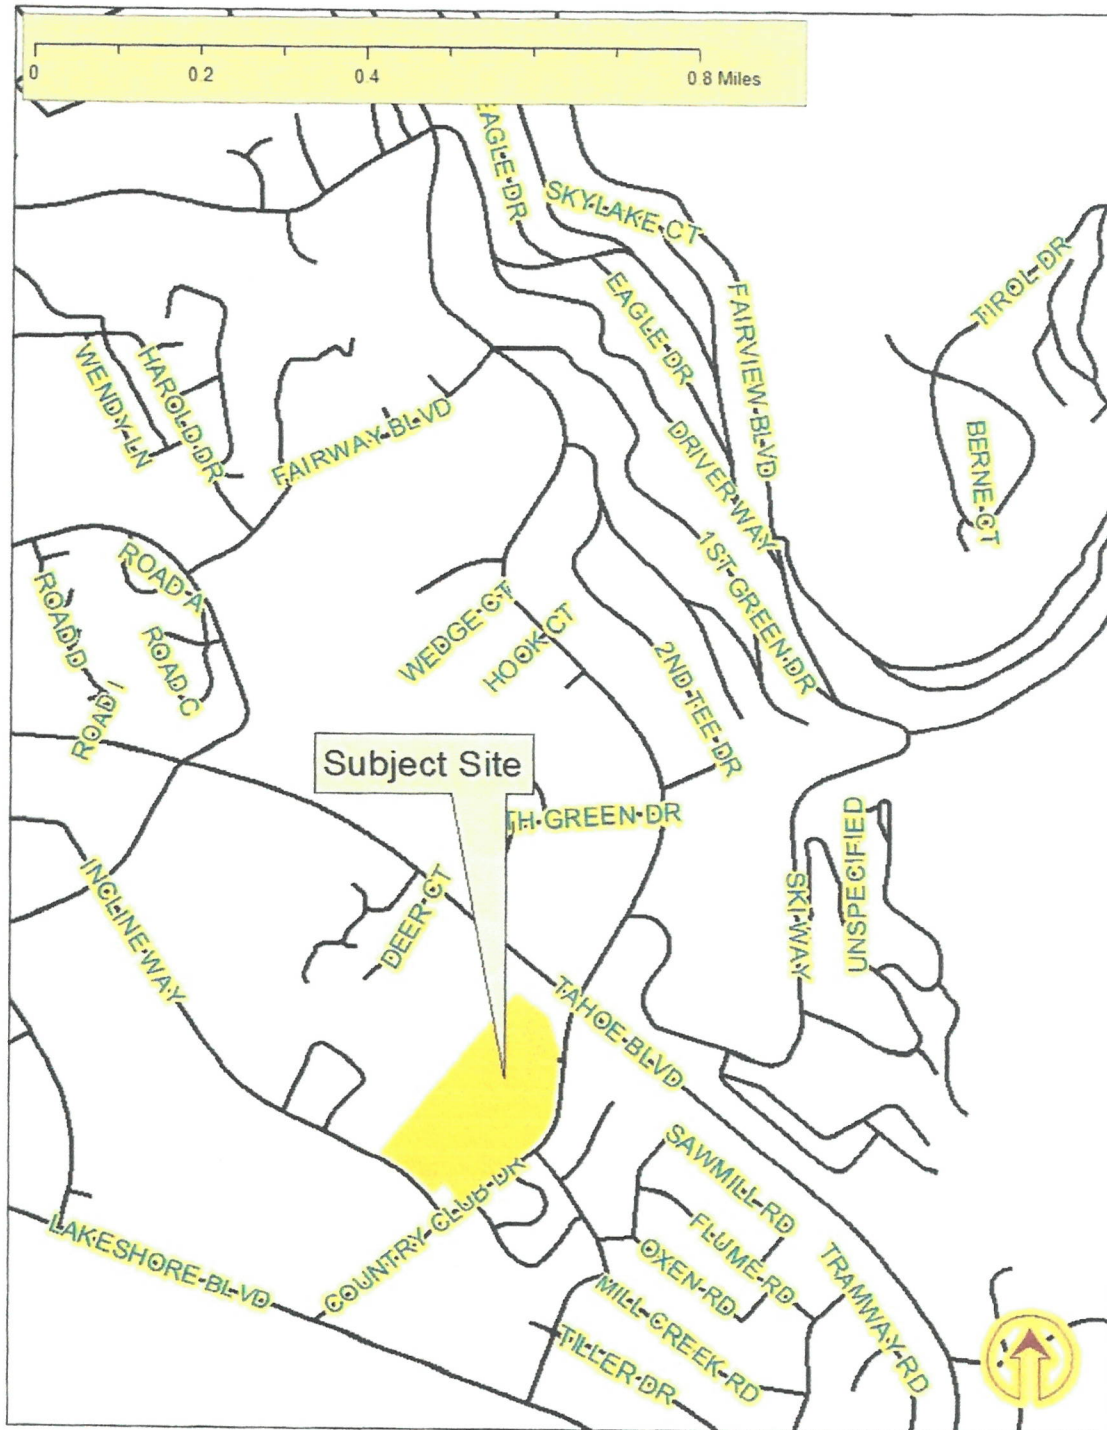 0 0.2 0.4 0.8 Miles
EAGLE DR
SKYLAKE CT
TIROL DR
EAGLE DR
FAIRVIEW BLVD
WENDY LN
HAROLD DR
FAIRWAY BLVD
DRIVER WAY
BERNE CT
ROAD A
1ST GREEN DR
ROAD D
ROAD C
WEDGE CT
HOOK CT
2ND TEE DR
ROAD I
Subject Site
TH GREEN DR
UNSPECIFIED
INCLINE WAY
DEER CT
SKI WAY
TAHOE BLVD
SAWMILL RD
COUNTRY CLUB DR
FLUME RD
LAKESHORE BLVD
OXEN RD
TRAMWAY RD
MILL CREEK RD
TILLER DR